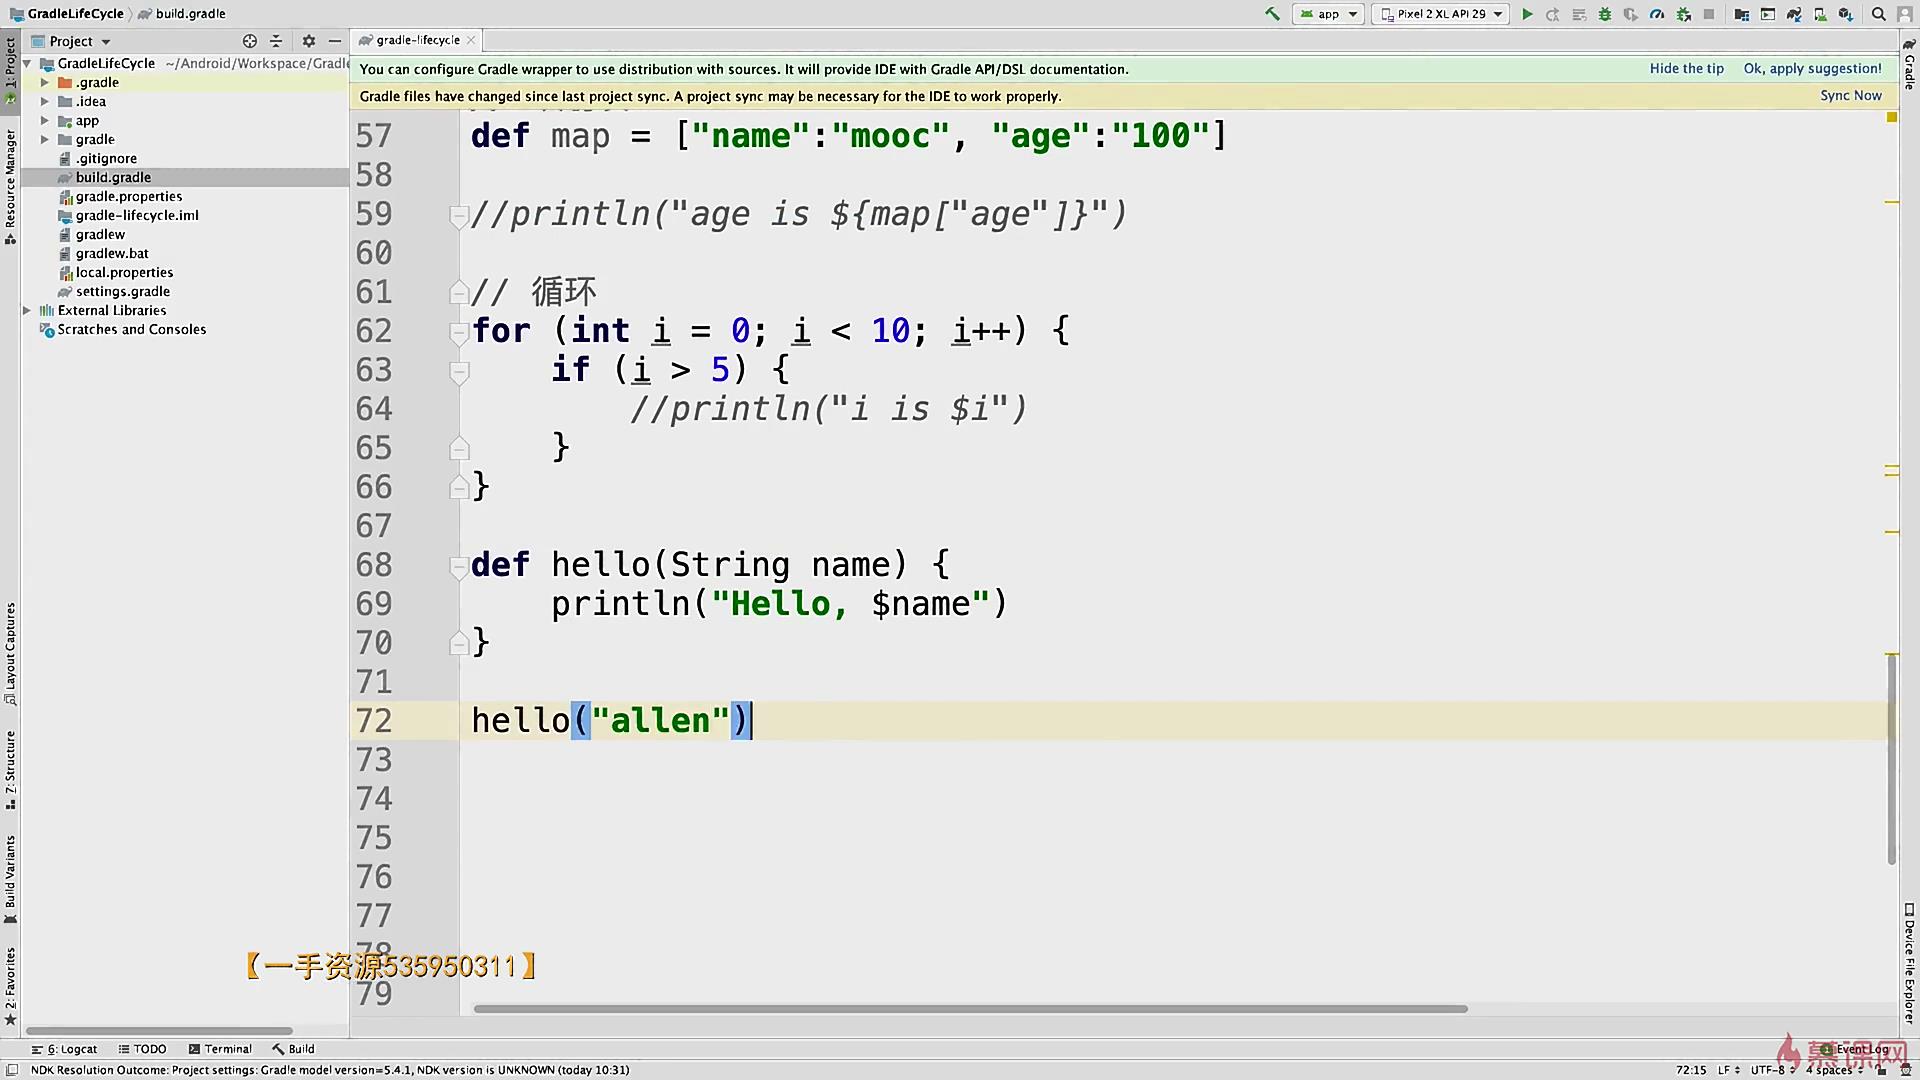 GradleLifeCycle build.gradle
app
Pixel 2 XL API 29
Project
gradle-lifecycle
GradleLifeCycle ~/Android/Workspace/Gradle
.gradle
.idea
app
gradle
.gitignore
build.gradle
gradle.properties
gradle-lifecycle.iml
gradlew
gradlew.bat
local.properties
settings.gradle
External Libraries
Scratches and Consoles
1: Project
Resource Manager
Layout Captures
7: Structure
Build Variants
2: Favorites
You can configure Gradle wrapper to use distribution with sources. It will provide IDE with Gradle API/DSL documentation. Hide the tip Ok, apply suggestion!
Gradle files have changed since last project sync. A project sync may be necessary for the IDE to work properly. Sync Now
57 def map = ["name":"mooc", "age":"100"]
58
59 //println("age is ${map["age"]}")
60
61 // 循环
62 for (int i = 0; i < 10; i++) {
63 if (i > 5) {
64 //println("i is $i")
65 }
66 }
67
68 def hello(String name) {
69 println("Hello, $name")
70 }
71
72 hello("allen")
73
74
75
76
77
78
79
【一手资源535950311】
Gradle
Device File Explorer
6: Logcat TODO Terminal Build
Event Log
慕课网
NDK Resolution Outcome: Project settings: Gradle model version=5.4.1, NDK version is UNKNOWN (today 10:31)
72:15 LF UTF-8 4 spaces